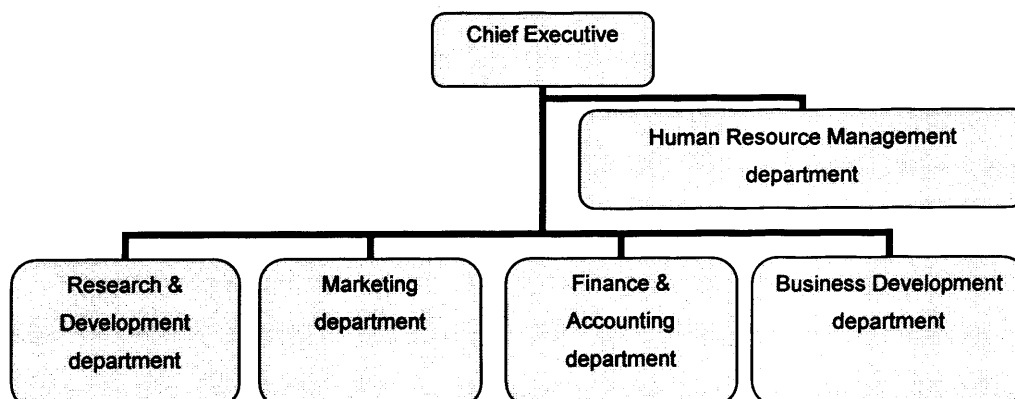 Chief Executive
Human Resource Management
department
Research &
Development
department
Marketing
department
Finance &
Accounting
department
Business Development
department